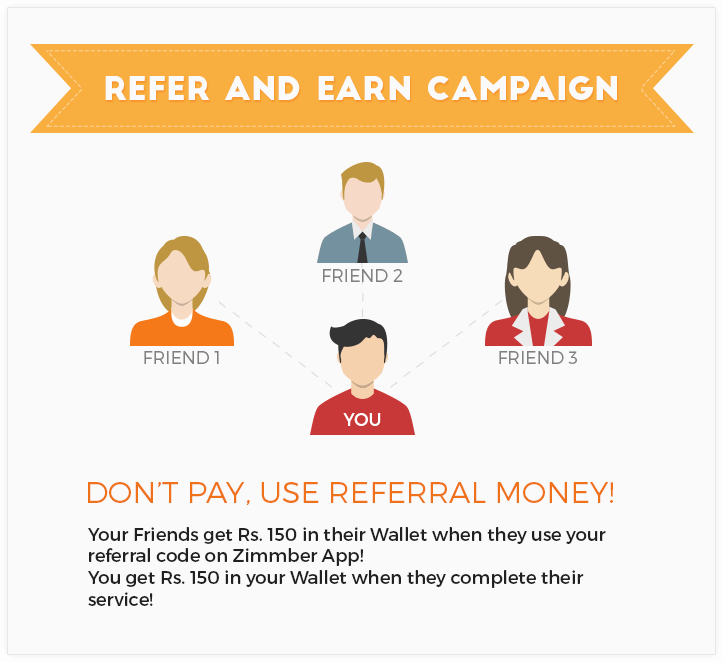 REFER AND EARN CAMPAIGN
FRIEND 2
FRIEND 1
FRIEND 3
YOU
DON'T PAY, USE REFERRAL MONEY!
Your Friends get Rs. 150 in their Wallet when they use your
referral code on Zimmber App!
You get Rs. 150 in your Wallet when they complete their
service!